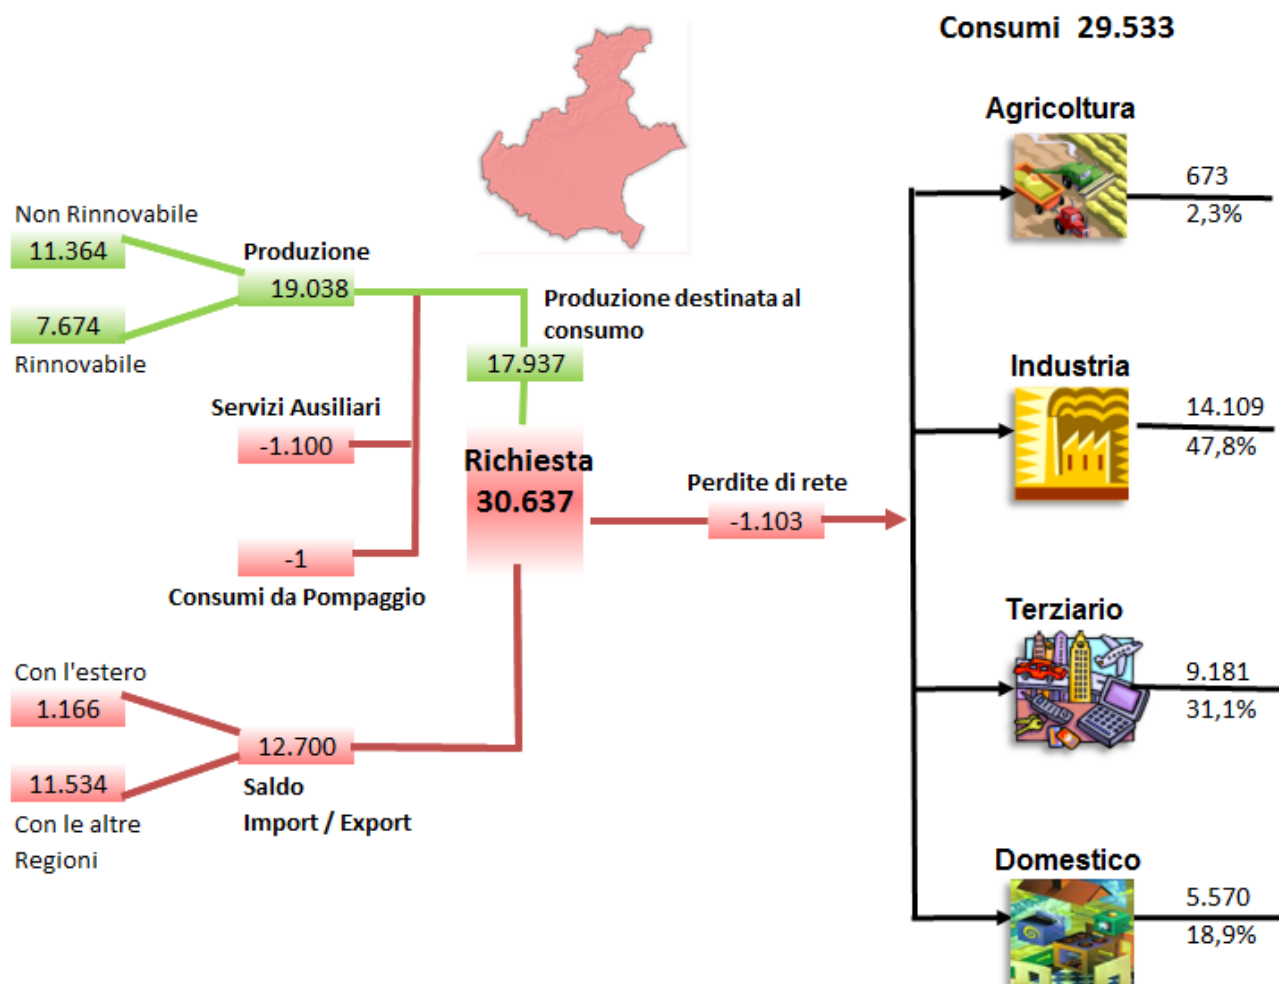 Consumi 29.533
Agricoltura
673
2,3%
Non Rinnovabile
11.364
Produzione
19.038
7.674
Rinnovabile
Produzione destinata al
consumo
17.937
Servizi Ausiliari
-1.100
Richiesta
30.637
Perdite di rete
-1.103
-1
Consumi da Pompaggio
Industria
14.109
47,8%
Con l'estero
1.166
12.700
11.534
Con le altre
Regioni
Saldo
Import / Export
Terziario
9.181
31,1%
Domestico
5.570
18,9%